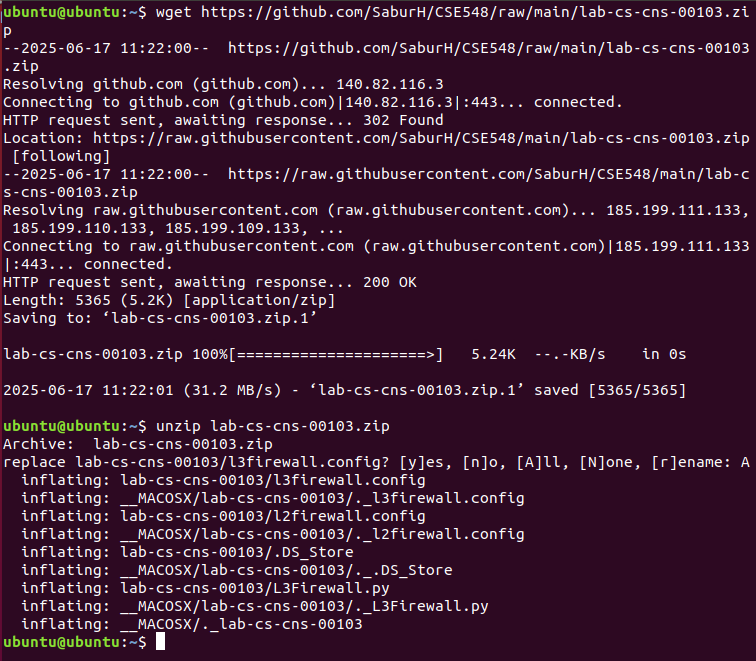 ubuntu@ubuntu:~$ wget https://github.com/SaburH/CSE548/raw/main/lab-cs-cns-00103.zi
p
--2025-06-17 11:22:00--  https://github.com/SaburH/CSE548/raw/main/lab-cs-cns-00103
.zip
Resolving github.com (github.com)... 140.82.116.3
Connecting to github.com (github.com)|140.82.116.3|:443... connected.
HTTP request sent, awaiting response... 302 Found
Location: https://raw.githubusercontent.com/SaburH/CSE548/main/lab-cs-cns-00103.zip
 [following]
--2025-06-17 11:22:00--  https://raw.githubusercontent.com/SaburH/CSE548/main/lab-c
s-cns-00103.zip
Resolving raw.githubusercontent.com (raw.githubusercontent.com)... 185.199.111.133,
 185.199.110.133, 185.199.109.133, ...
Connecting to raw.githubusercontent.com (raw.githubusercontent.com)|185.199.111.133
|:443... connected.
HTTP request sent, awaiting response... 200 OK
Length: 5365 (5.2K) [application/zip]
Saving to: ‘lab-cs-cns-00103.zip.1’

lab-cs-cns-00103.zip 100%[=====================>]   5.24K  --.-KB/s    in 0s

2025-06-17 11:22:01 (31.2 MB/s) - ‘lab-cs-cns-00103.zip.1’ saved [5365/5365]

ubuntu@ubuntu:~$ unzip lab-cs-cns-00103.zip
Archive:  lab-cs-cns-00103.zip
replace lab-cs-cns-00103/l3firewall.config? [y]es, [n]o, [A]ll, [N]one, [r]ename: A
  inflating: lab-cs-cns-00103/l3firewall.config
  inflating: __MACOSX/lab-cs-cns-00103/._l3firewall.config
  inflating: lab-cs-cns-00103/l2firewall.config
  inflating: __MACOSX/lab-cs-cns-00103/._l2firewall.config
  inflating: lab-cs-cns-00103/.DS_Store
  inflating: __MACOSX/lab-cs-cns-00103/._.DS_Store
  inflating: lab-cs-cns-00103/L3Firewall.py
  inflating: __MACOSX/lab-cs-cns-00103/._L3Firewall.py
  inflating: __MACOSX/._lab-cs-cns-00103
ubuntu@ubuntu:~$